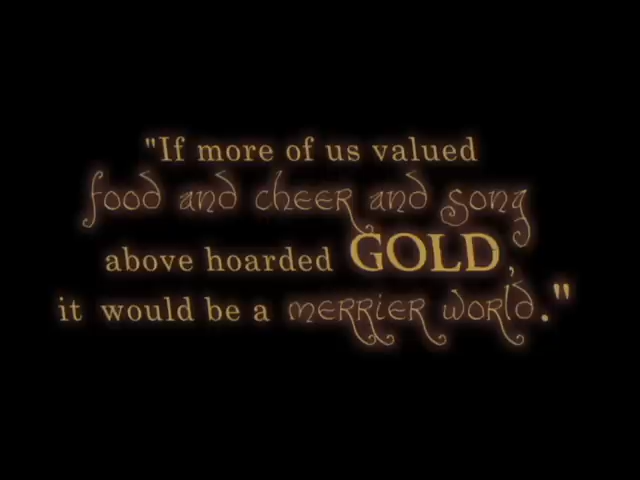 "If more of us valued
food and cheer and song
above hoarded GOLD,
it would be a merrier world."